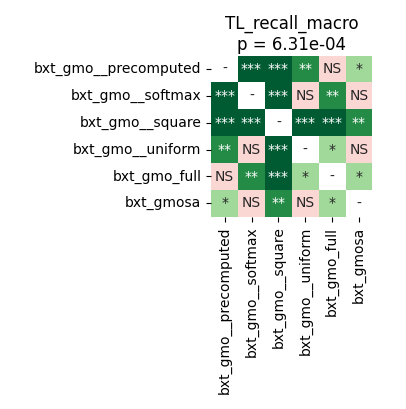 TL_recall_macro
p = 6.31e-04
bxt_gmo__precomputed - *** *** ** NS *
bxt_gmo__softmax *** - *** NS ** NS
bxt_gmo__square *** *** - *** *** **
bxt_gmo__uniform ** NS *** - * NS
bxt_gmo_full NS ** *** * - *
bxt_gmosa * NS ** NS * -
bxt_gmo__precomputed
bxt_gmo__softmax
bxt_gmo__square
bxt_gmo__uniform
bxt_gmo_full
bxt_gmosa